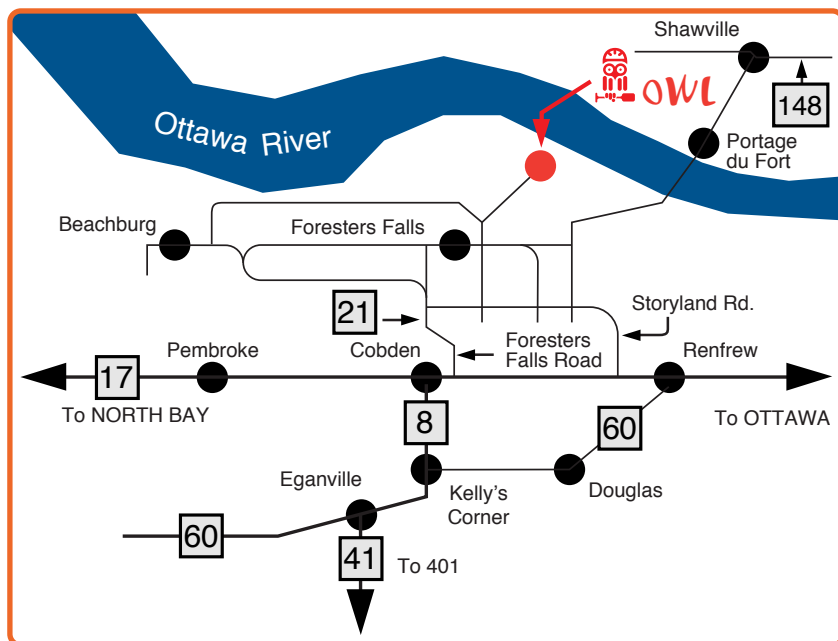 Shawville
OWL
148
Ottawa River
Portage
du Fort
Beachburg
Foresters Falls
21
Storyland Rd.
Foresters
Falls Road
Pembroke
Cobden
Renfrew
17
To NORTH BAY
8
60
To OTTAWA
Eganville
Kelly's
Corner
Douglas
60
41
To 401